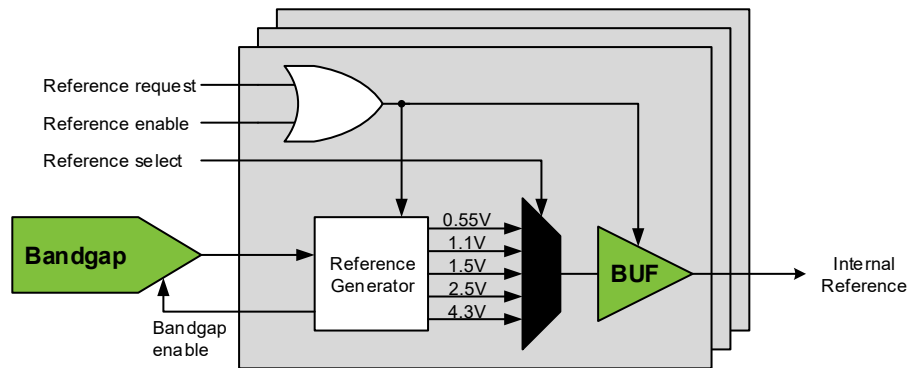 Reference request
Reference enable
Reference select
0.55V
1.1V
1.5V
2.5V
4.3V
Bandgap
Reference
Generator
BUF
Internal
Reference
Bandgap
enable